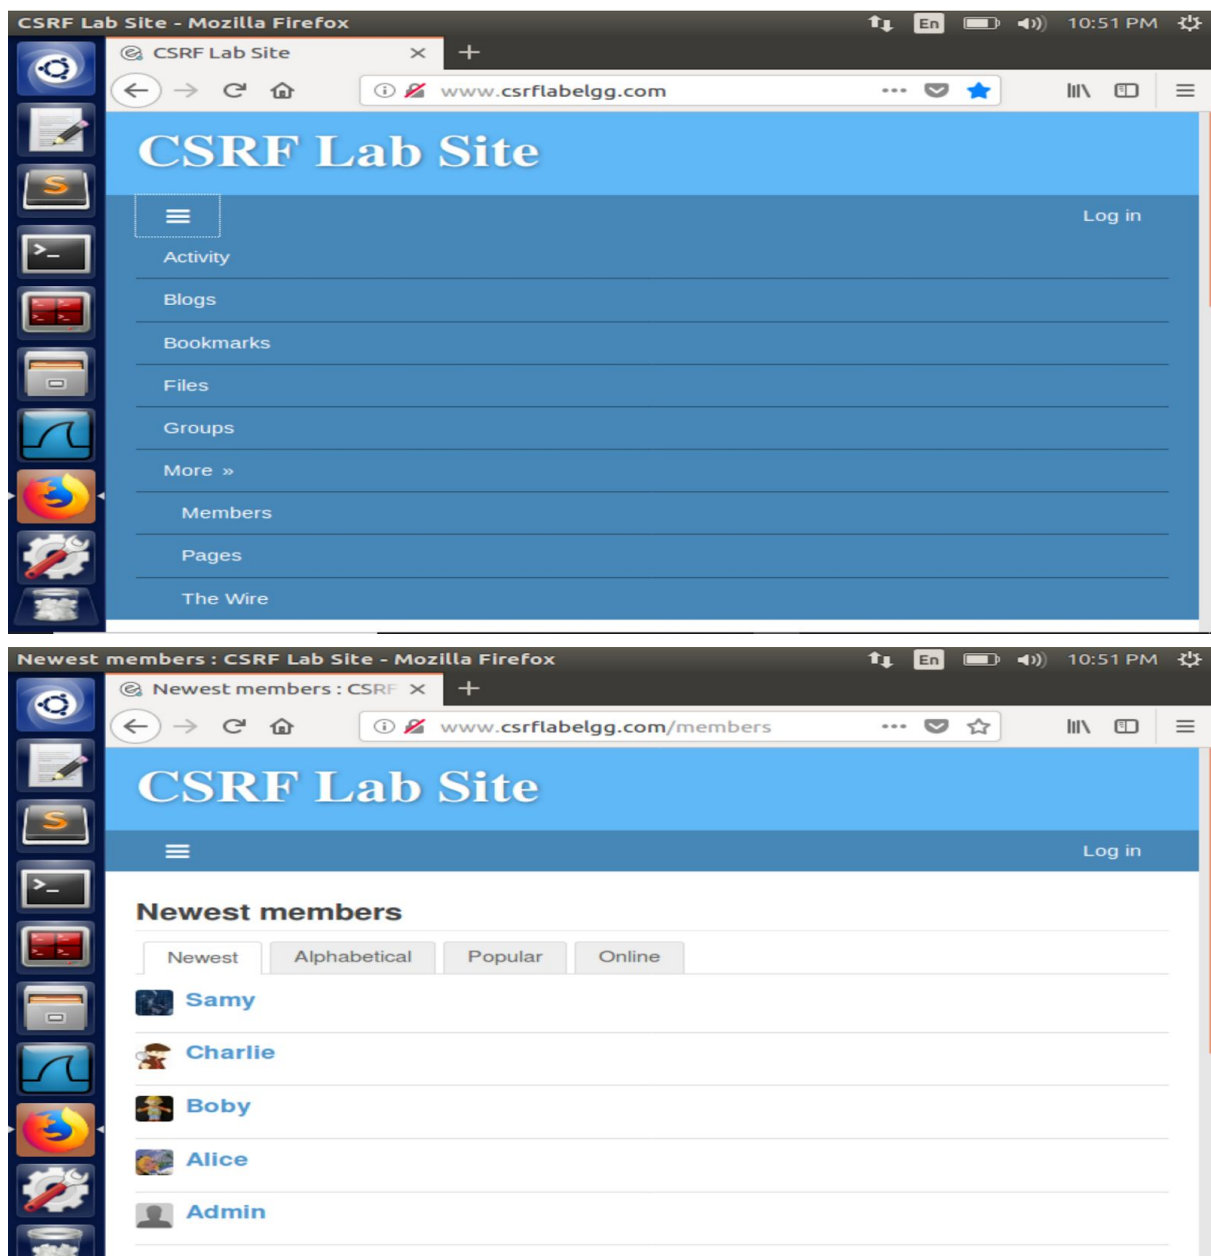 CSRF Lab Site - Mozilla Firefox En 10:51 PM
CSRF Lab Site
www.csrflabelgg.com
CSRF Lab Site
Log in
Activity
Blogs
Bookmarks
Files
Groups
More »
Members
Pages
The Wire
Newest members : CSRF Lab Site - Mozilla Firefox En 10:51 PM
Newest members : CSRF
www.csrflabelgg.com/members
CSRF Lab Site
Log in
Newest members
Newest Alphabetical Popular Online
Samy
Charlie
Boby
Alice
Admin